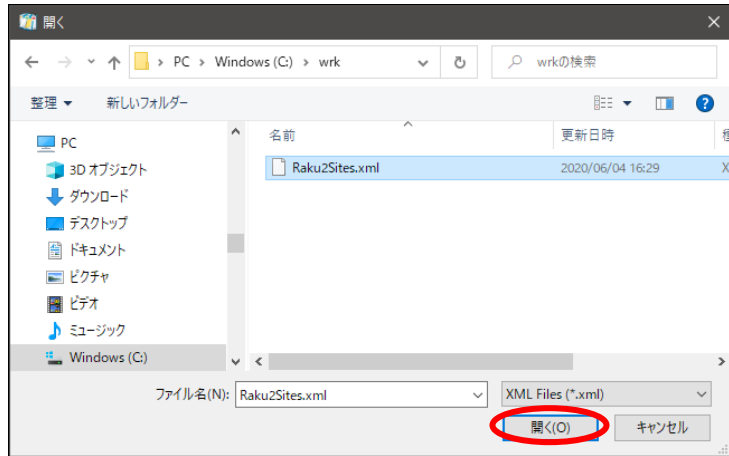 開く
PC > Windows (C:) > wrk
wrkの検索
整理 新しいフォルダー
名前 更新日時
PC
3D オブジェクト
ダウンロード
デスクトップ
ドキュメント
ピクチャ
ビデオ
ミュージック
Windows (C:)
Raku2Sites.xml 2020/06/04 16:29 X
ファイル名(N): Raku2Sites.xml XML Files (*.xml)
開く(O) キャンセル